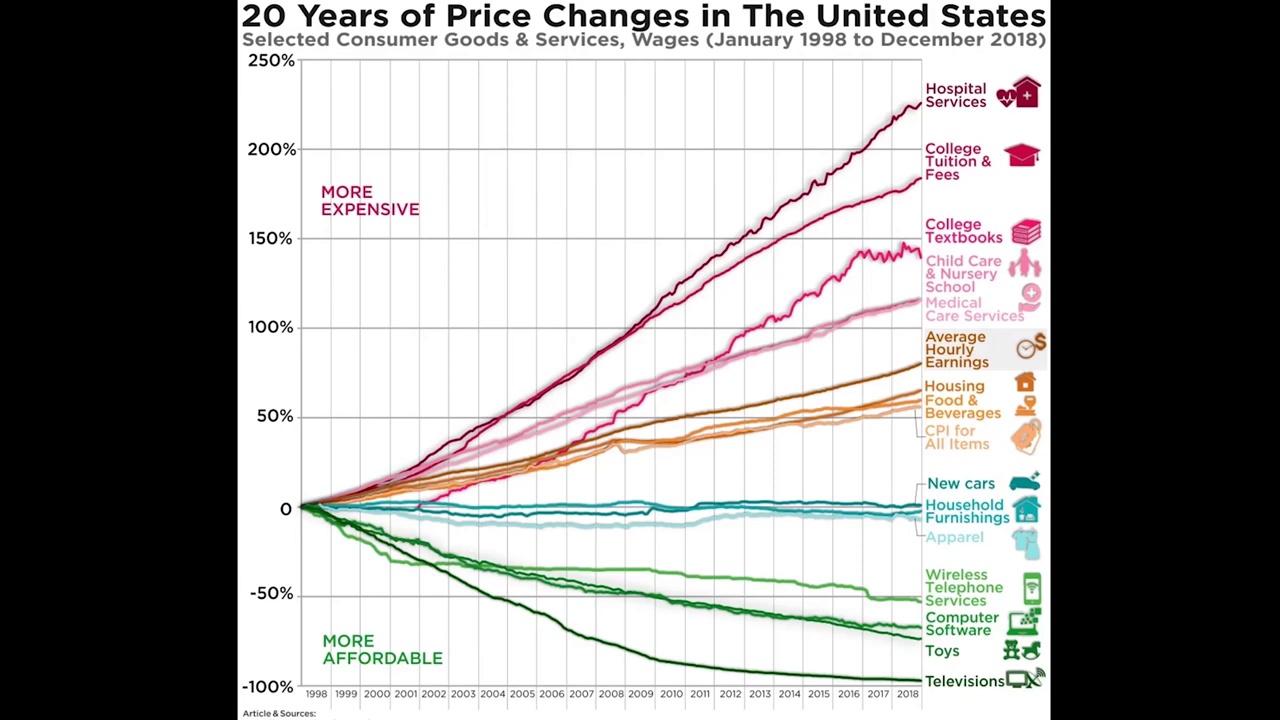 20 Years of Price Changes in The United States
Selected Consumer Goods & Services, Wages (January 1998 to December 2018)
250%
200%
150%
100%
50%
0
-50%
-100%
MORE
EXPENSIVE
MORE
AFFORDABLE
Hospital
Services
College
Tuition &
Fees
College
Textbooks
Child Care
& Nursery
School
Medical
Care Services
Average
Hourly
Earnings
$
Housing
Food &
Beverages
CPI for
All Items
New cars
Household
Furnishings
Apparel
Wireless
Telephone
Services
Computer
Software
Toys
Televisions
1998 1999 2000 2001 2002 2003 2004 2005 2006 2007 2008 2009 2010 2011 2012 2013 2014 2015 2016 2017 2018
Article & Sources: